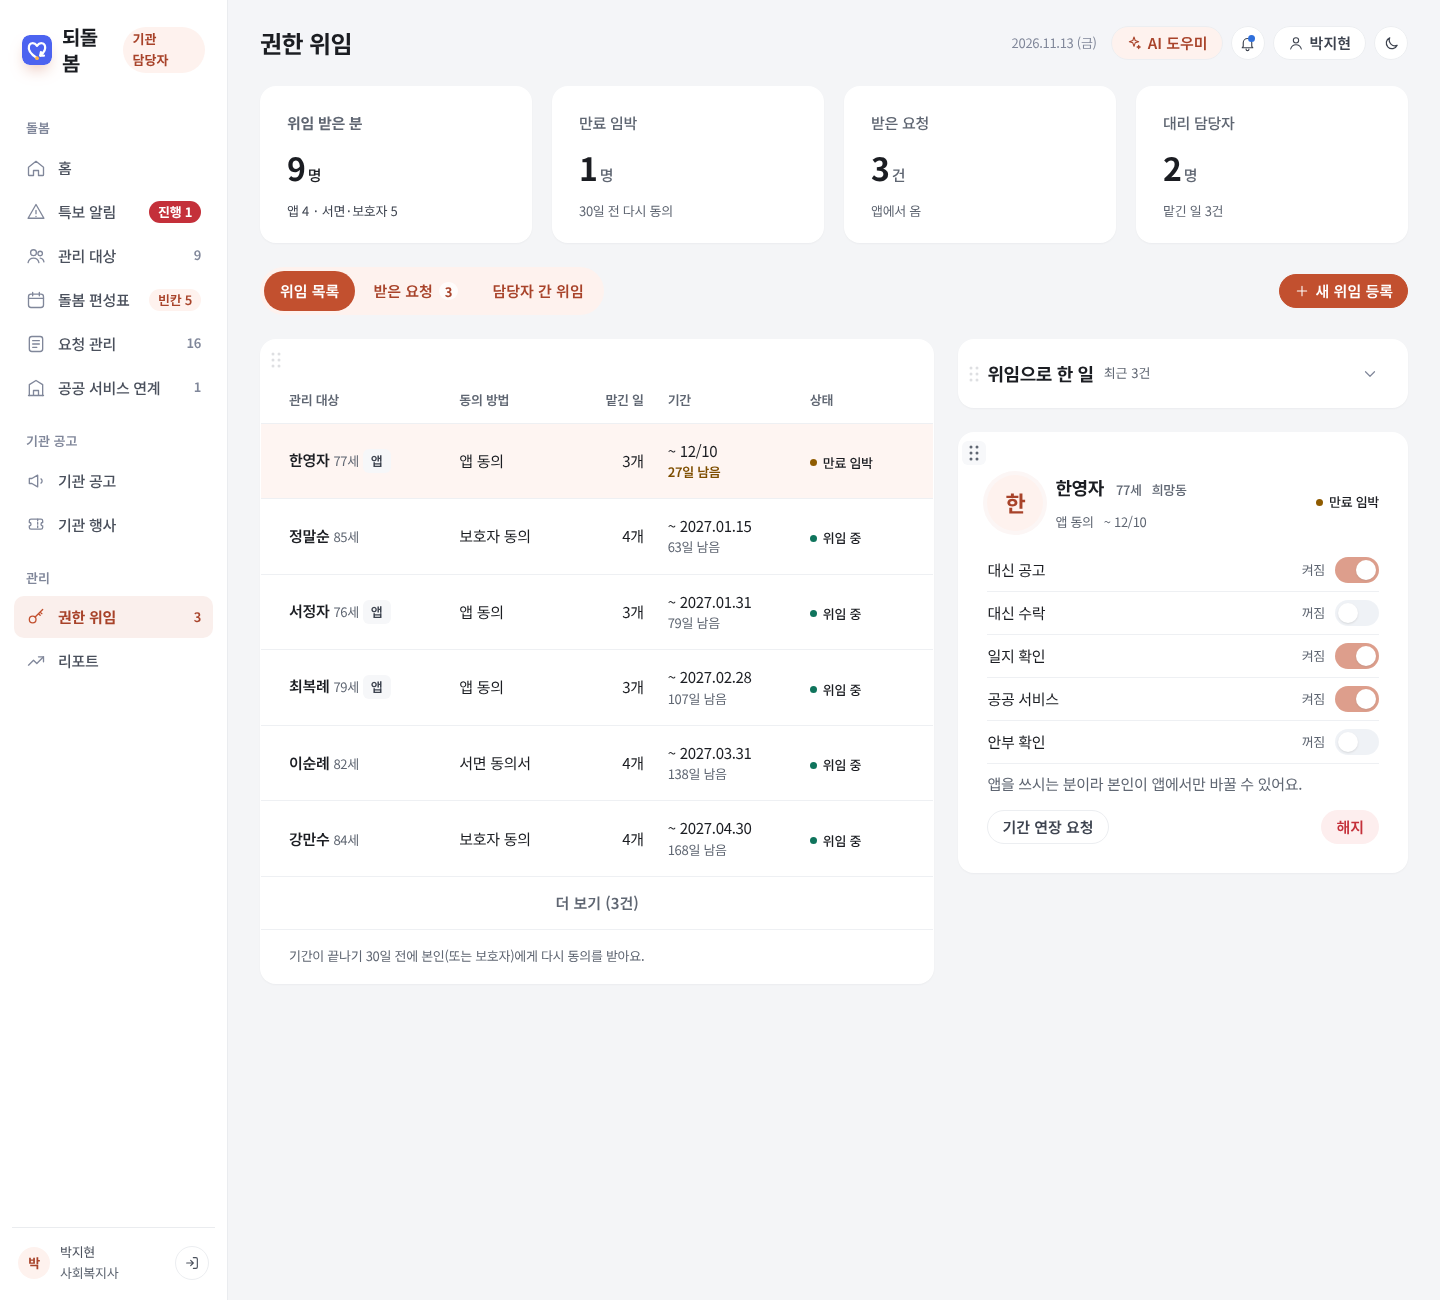 되돌봄
기관 담당자
돌봄
홈
특보 알림 진행 1
관리 대상 9
돌봄 편성표 빈칸 5
요청 관리 16
공공 서비스 연계 1
기관 공고
기관 공고
기관 행사
관리
권한 위임 3
리포트
박 박지현
사회복지사
권한 위임
2026.11.13 (금) AI 도우미 박지현
위임 받은 분
9명
앱 4 · 서면·보호자 5
만료 임박
1명
30일 전 다시 동의
받은 요청
3건
앱에서 옴
대리 담당자
2명
맡긴 일 3건
위임 목록 받은 요청 3 담당자 간 위임
새 위임 등록
관리 대상 동의 방법 맡긴 일 기간 상태
한영자 77세 앱 앱 동의 3개 ~ 12/10 만료 임박
27일 남음
정말순 85세 보호자 동의 4개 ~ 2027.01.15 위임 중
63일 남음
서정자 76세 앱 앱 동의 3개 ~ 2027.01.31 위임 중
79일 남음
최복례 79세 앱 앱 동의 3개 ~ 2027.02.28 위임 중
107일 남음
이순례 82세 서면 동의서 4개 ~ 2027.03.31 위임 중
138일 남음
강만수 84세 보호자 동의 4개 ~ 2027.04.30 위임 중
168일 남음
더 보기 (3건)
기간이 끝나기 30일 전에 본인(또는 보호자)에게 다시 동의를 받아요.
위임으로 한 일 최근 3건
한 한영자 77세 희망동
앱 동의 ~ 12/10
만료 임박
대신 공고 켜짐
대신 수락 꺼짐
일지 확인 켜짐
공공 서비스 켜짐
안부 확인 꺼짐
앱을 쓰시는 분이라 본인이 앱에서만 바꿀 수 있어요.
기간 연장 요청 해지